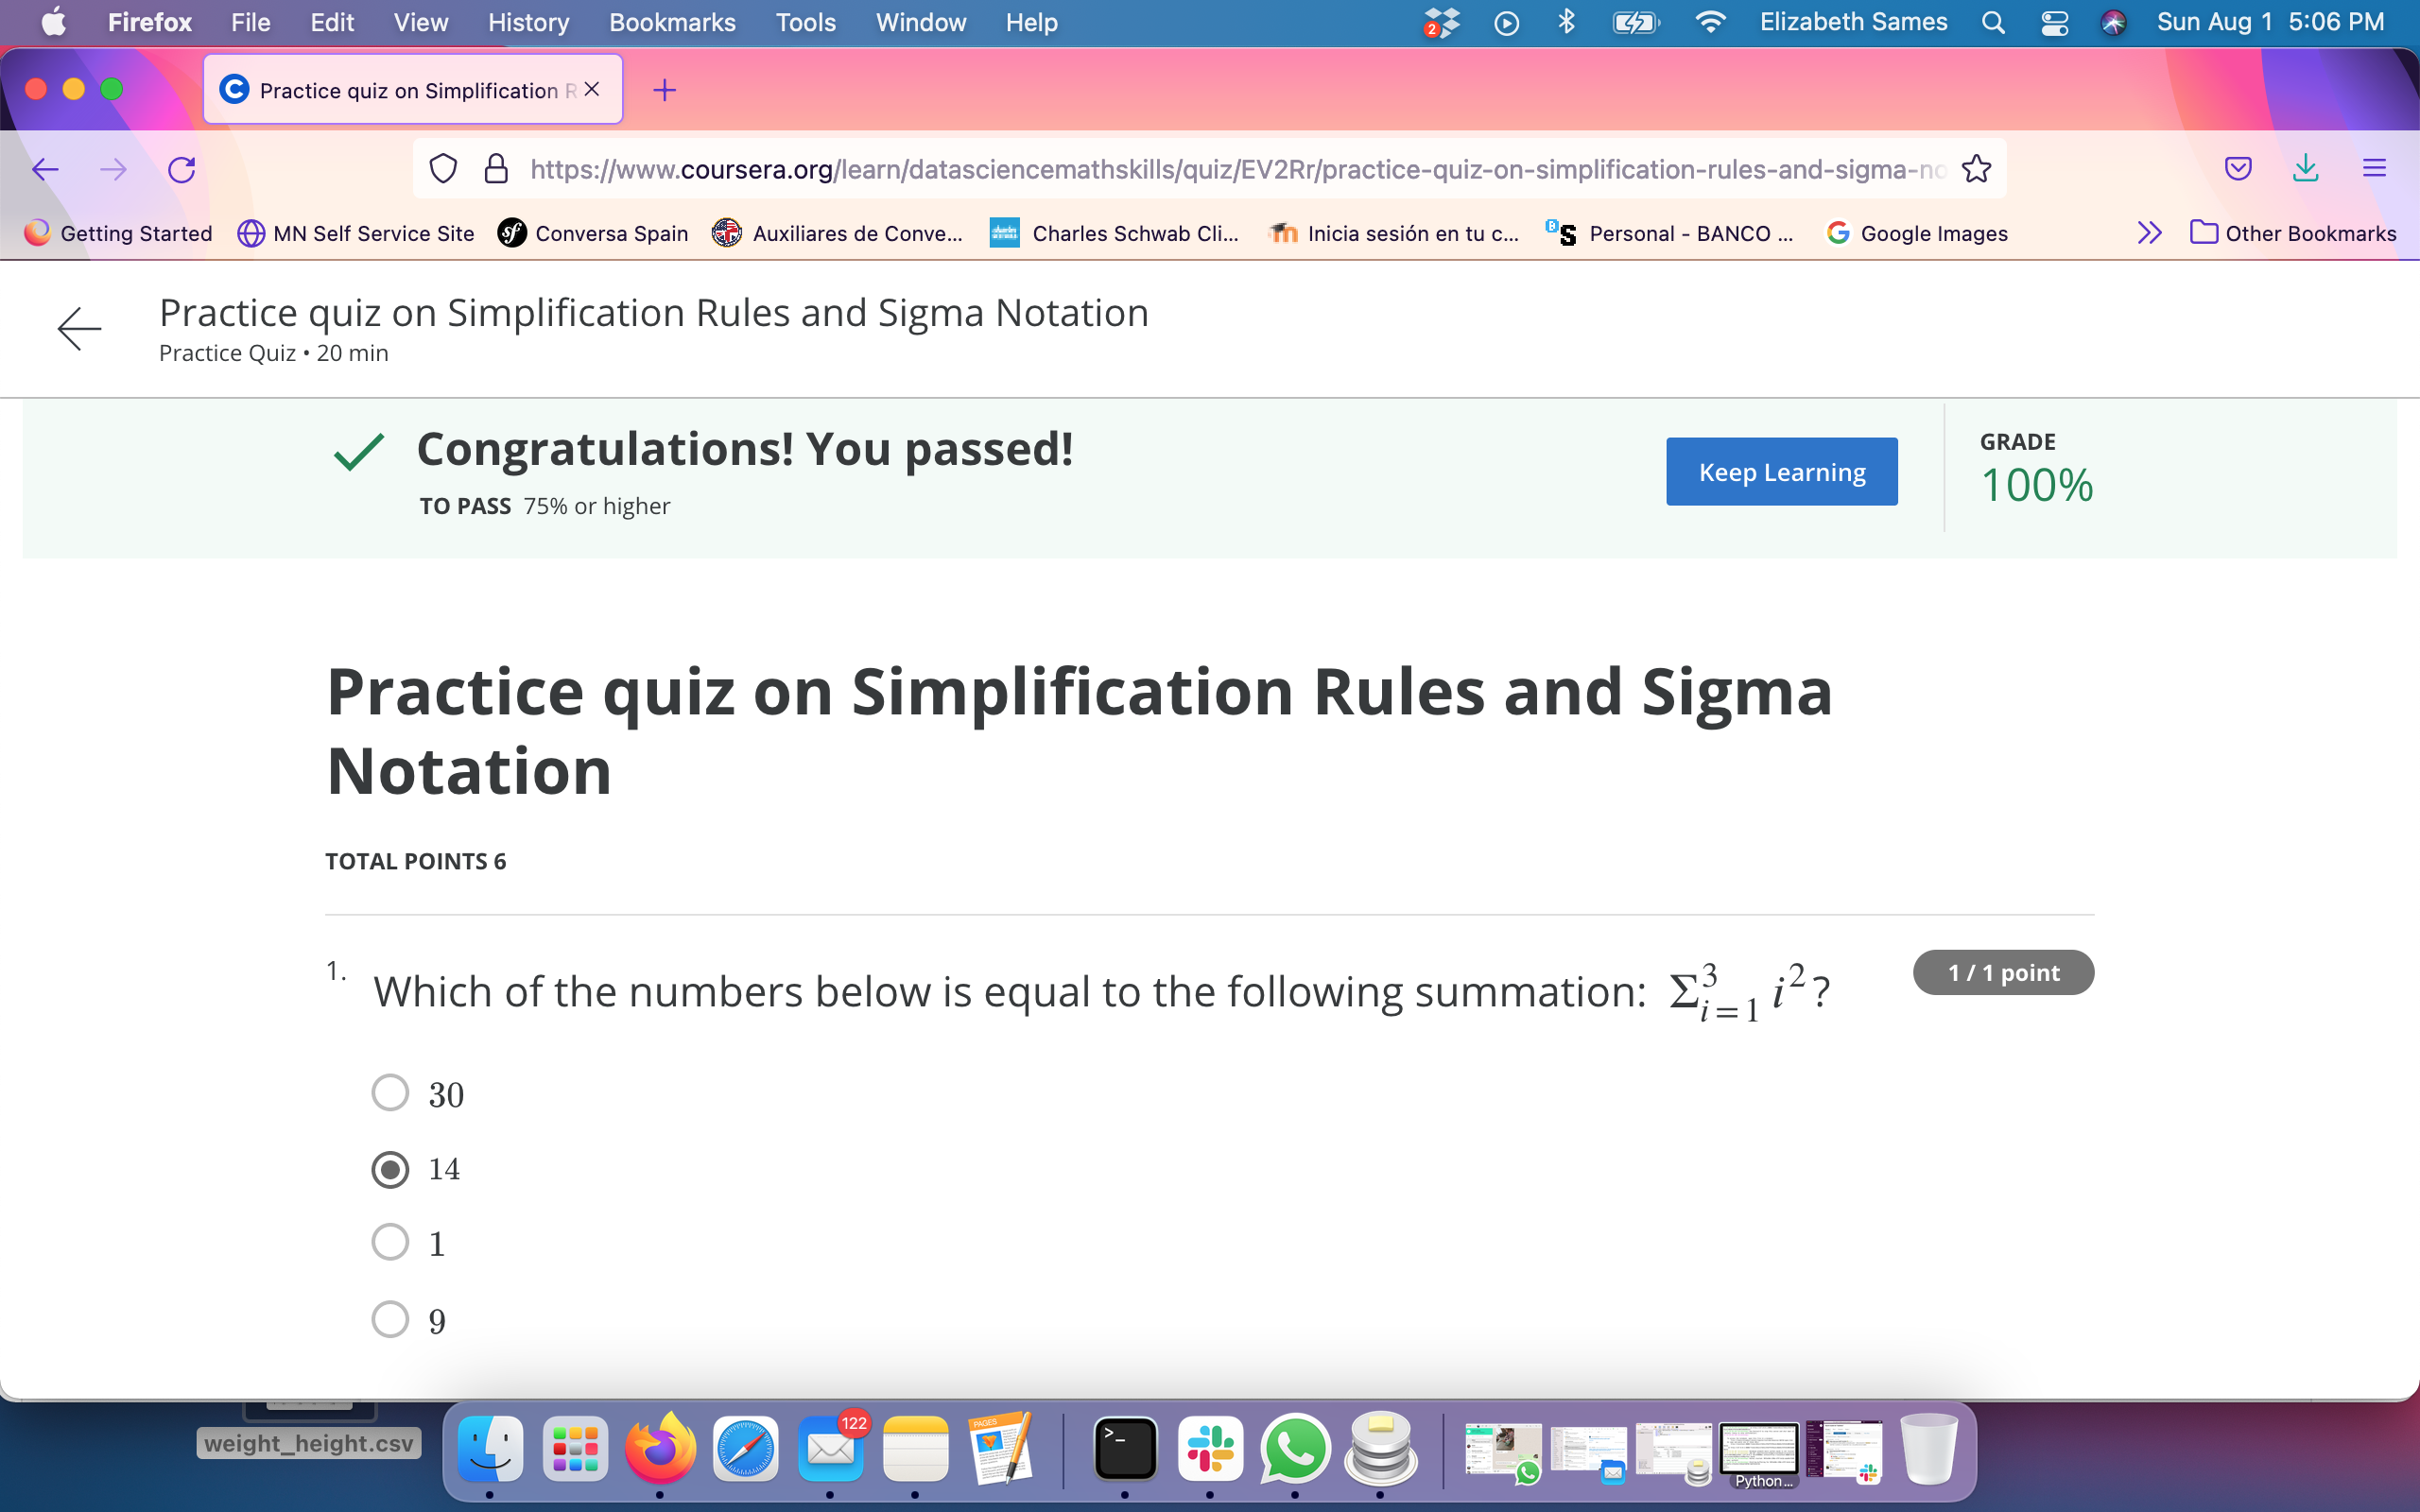 Firefox File Edit View History Bookmarks Tools Window Help 2 Elizabeth Sames Sun Aug 1 5:06 PM
Practice quiz on Simplification R
https://www.coursera.org/learn/datasciencemathskills/quiz/EV2Rr/practice-quiz-on-simplification-rules-and-sigma-no
Getting Started MN Self Service Site sf Conversa Spain Auxiliares de Conve... Charles Schwab Cli... Inicia sesión en tu c... Personal - BANCO ... Google Images Other Bookmarks
Practice quiz on Simplification Rules and Sigma Notation
Practice Quiz • 20 min
Congratulations! You passed!
TO PASS 75% or higher
Keep Learning
GRADE
100%
Practice quiz on Simplification Rules and Sigma
Notation
TOTAL POINTS 6
1. Which of the numbers below is equal to the following summation: Σ³ᵢ₌₁ i²? 1 / 1 point
30
14
1
9
weight_height.csv
122
PAGES
>_
Python ...